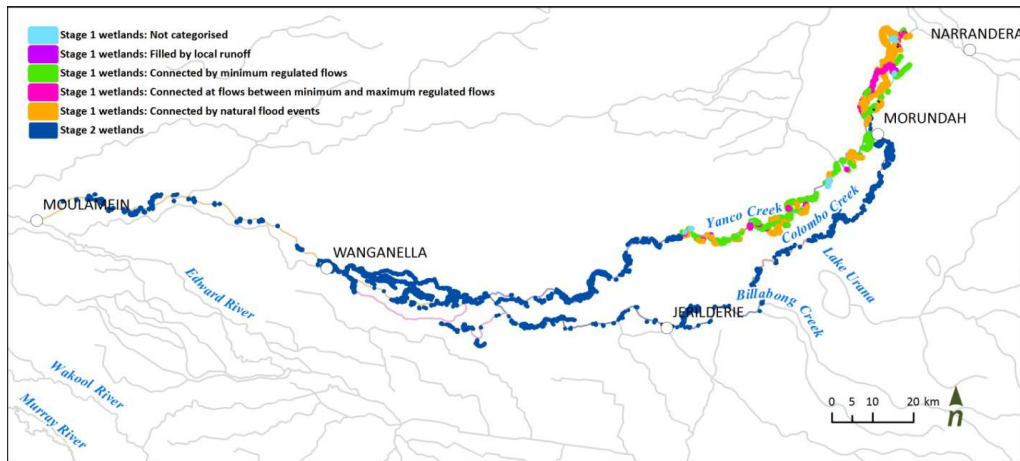 Stage 1 wetlands: Not categorised
Stage 1 wetlands: Filled by local runoff
Stage 1 wetlands: Connected by minimum regulated flows
Stage 1 wetlands: Connected at flows between minimum and maximum regulated flows
Stage 1 wetlands: Connected by natural flood events
Stage 2 wetlands
NARRANDERA
MORUNDAH
MOULAMEIN
Yanco Creek
Colombo Creek
WANGANELLA
Lake Urana
Edward River
Billabong Creek
JERILDERIE
Wakool River
Murray River
0 5 10 20 km
n